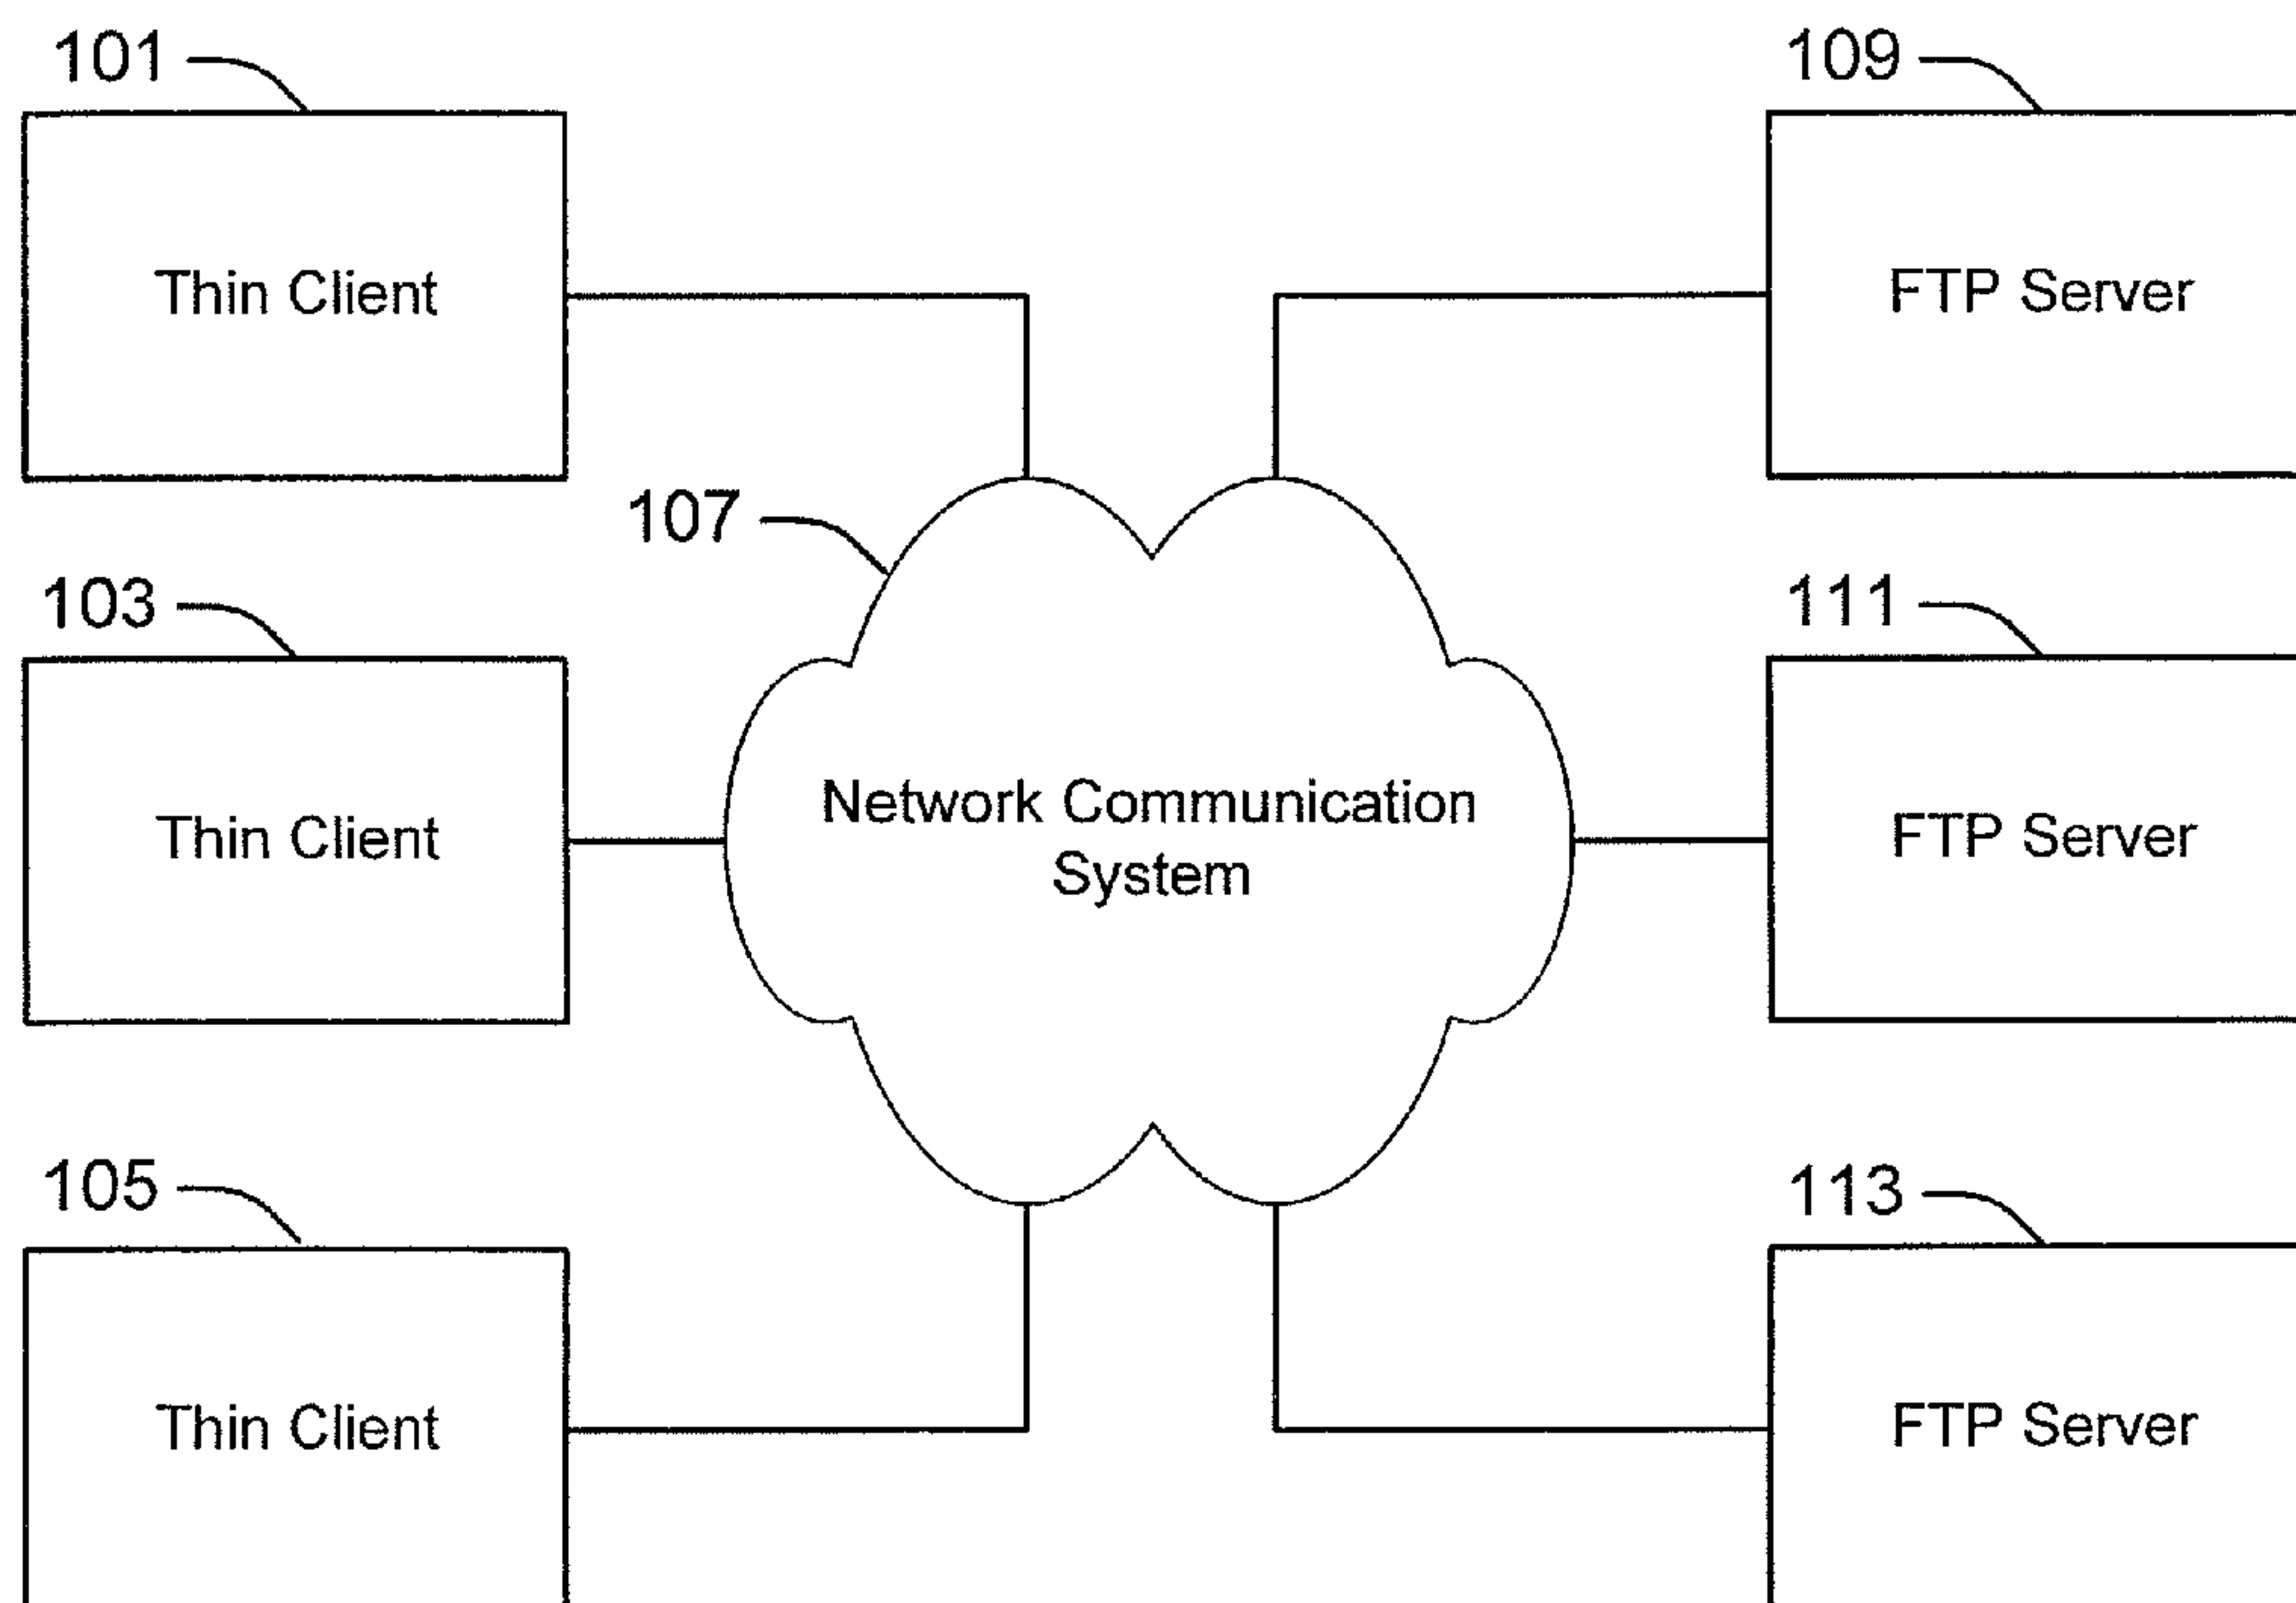 101
109
Thin Client
FTP Server
107
103
111
Network Communication
System
Thin Client
FTP Server
105
113
Thin Client
FTP Server